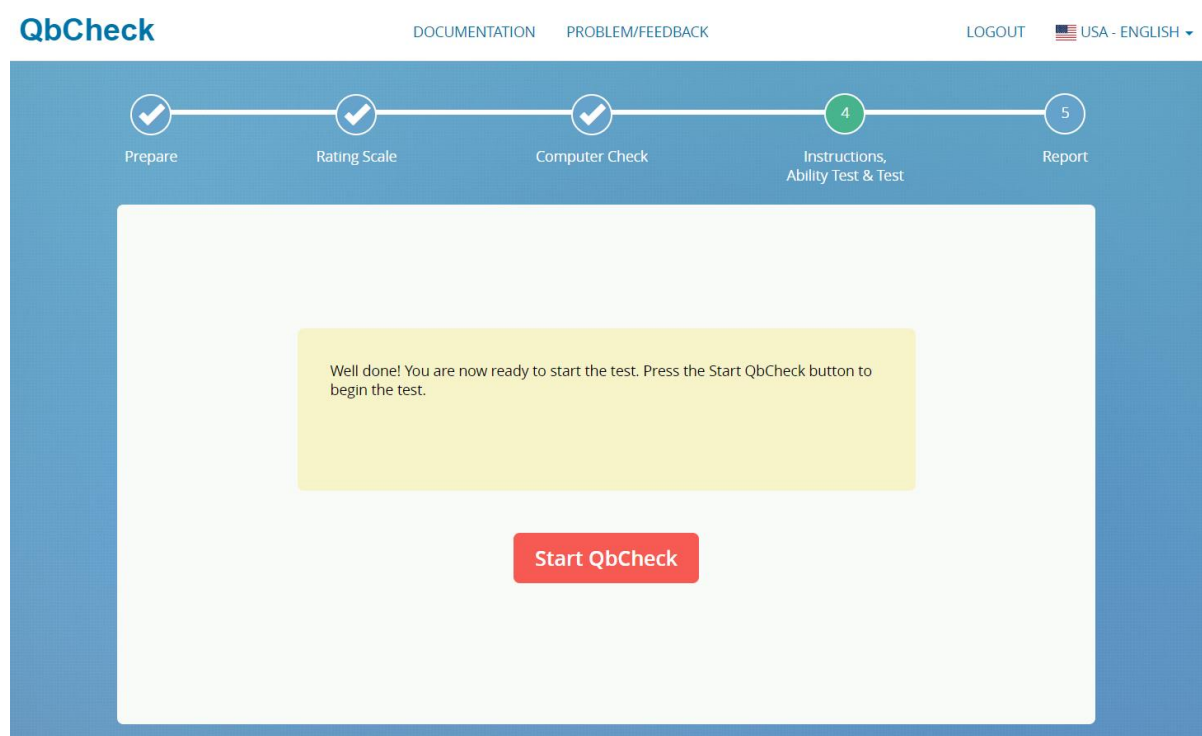 QbCheck
DOCUMENTATION PROBLEM/FEEDBACK LOGOUT USA - ENGLISH
4 5
Prepare Rating Scale Computer Check Instructions, Report
Ability Test & Test
Well done! You are now ready to start the test. Press the Start QbCheck button to
begin the test.
Start QbCheck